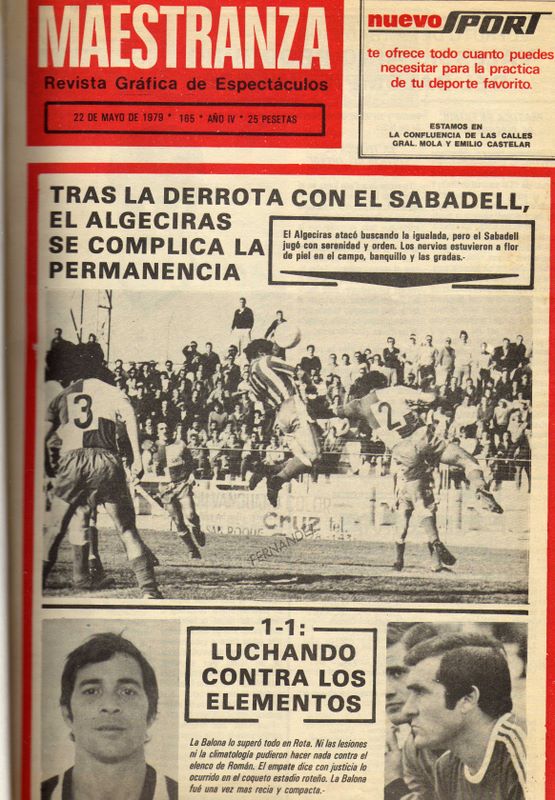 MAESTRANZA
Revista Gráfica de Espectáculos
22 DE MAYO DE 1979 * 165 * AÑO IV * 25 PESETAS
nuevo SPORT
te ofrece todo cuanto puedes
necesitar para la practica
de tu deporte favorito.
ESTAMOS EN
LA CONFLUENCIA DE LAS CALLES
GRAL. MOLA Y EMILIO CASTELAR
TRAS LA DERROTA CON EL SABADELL,
EL ALGECIRAS
SE COMPLICA LA
PERMANENCIA
El Algeciras atacó buscando la igualada, pero el Sabadell
jugó con serenidad y orden. Los nervios estuvieron a flor
de piel en el campo, banquillo y las gradas.-
3
2
cruz tel.
FERNANDEZ
1-1:
LUCHANDO
CONTRA LOS
ELEMENTOS
La Balona lo superó todo en Rota. Ni las lesiones
ni la climatología pudieron hacer nada contra el
elenco de Román. El empate dice con justicia lo
ocurrido en el coqueto estadio roteño. La Balona
fué una vez mas recia y compacta.-